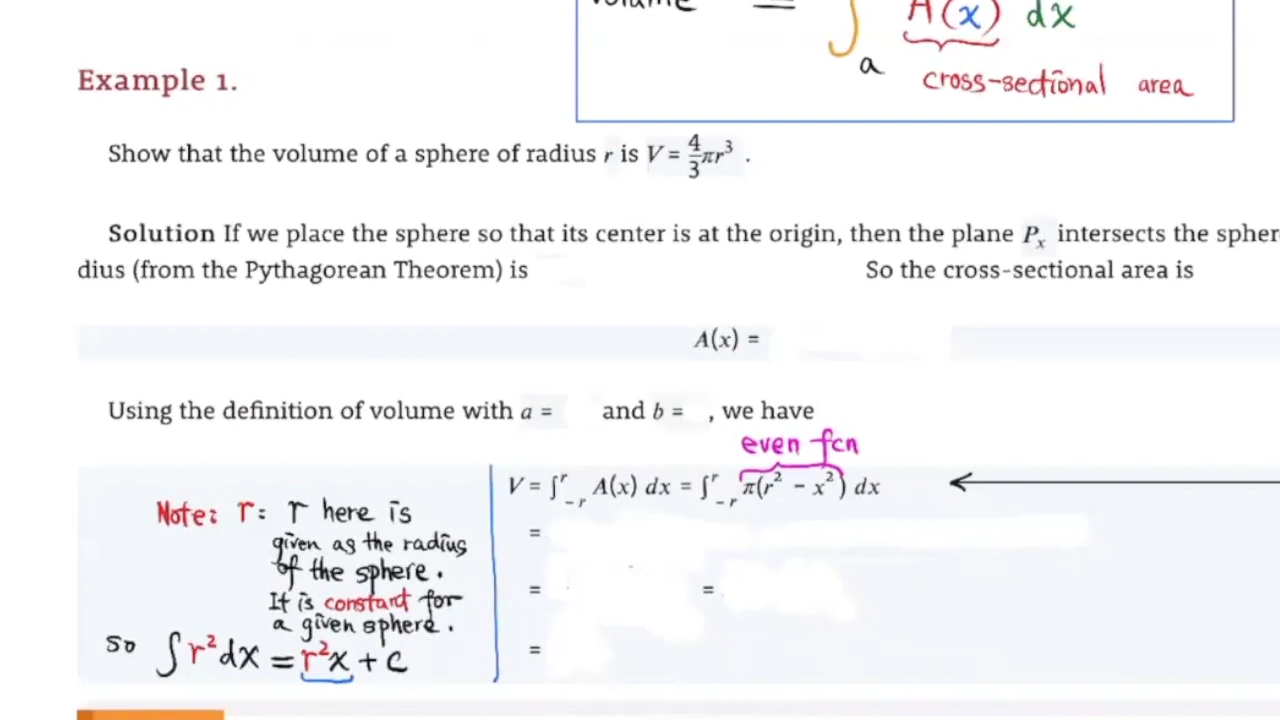 volume = ∫ A(x) dx
a
cross-sectional area
Example 1.
Show that the volume of a sphere of radius r is V = 4/3 πr³ .
Solution If we place the sphere so that its center is at the origin, then the plane Pₓ intersects the spher
dius (from the Pythagorean Theorem) is So the cross-sectional area is
A(x) =
Using the definition of volume with a = and b = , we have
even fcn
V = ∫₋ᵣʳ A(x) dx = ∫₋ᵣʳ π(r² - x²) dx
=
= =
=
Note: r: r here is
given as the radius
of the sphere.
It is constant for
a given sphere.
So ∫r²dx = r²x + c